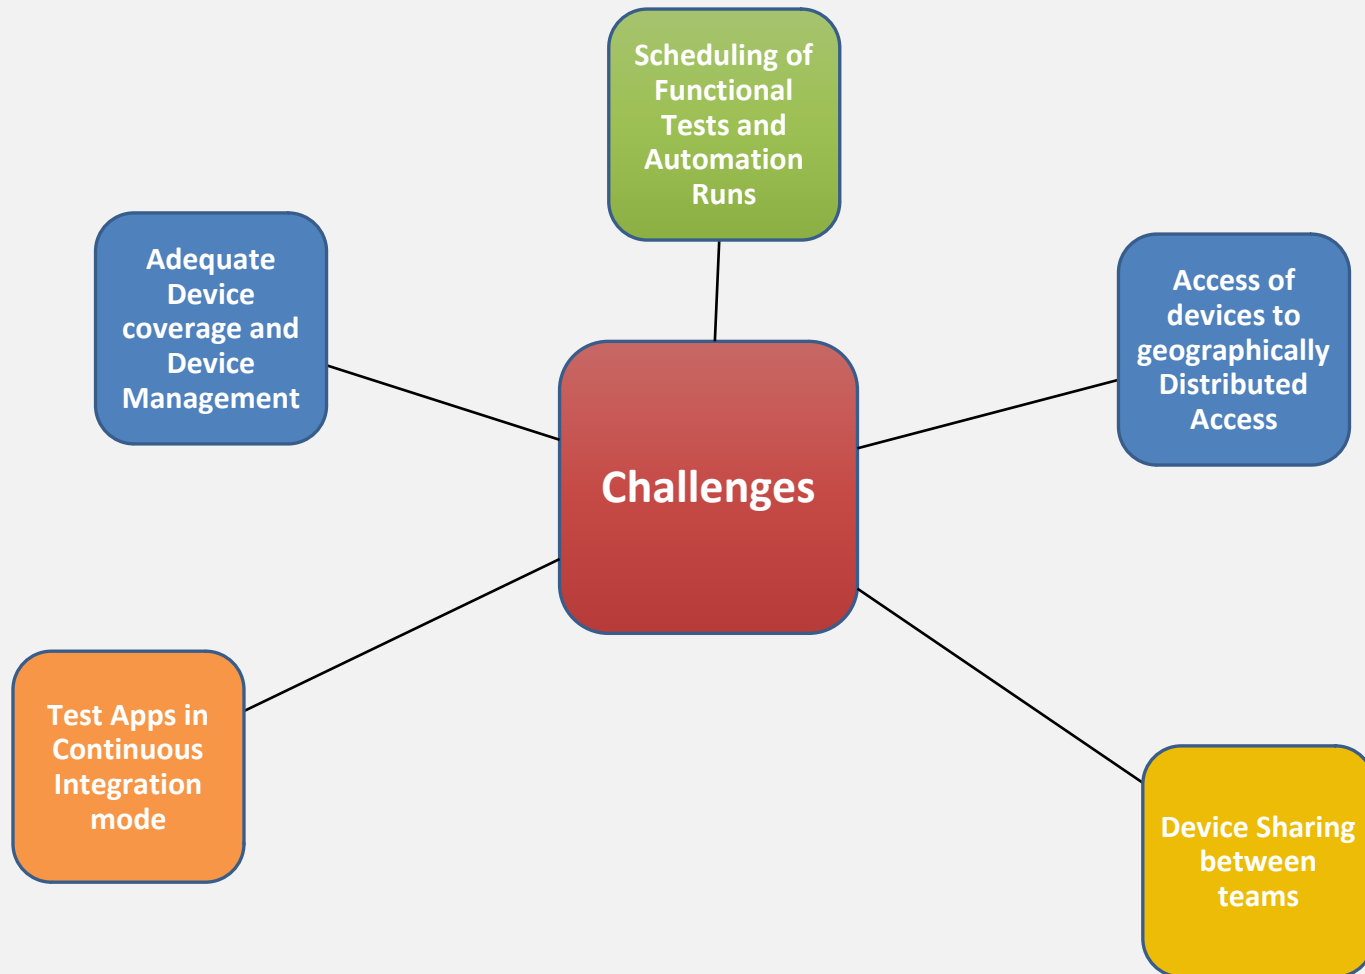 Scheduling of
Functional
Tests and
Automation
Runs
Adequate
Device
coverage and
Device
Management
Access of
devices to
geographically
Distributed
Access
Challenges
Test Apps in
Continuous
Integration
mode
Device Sharing
between
teams